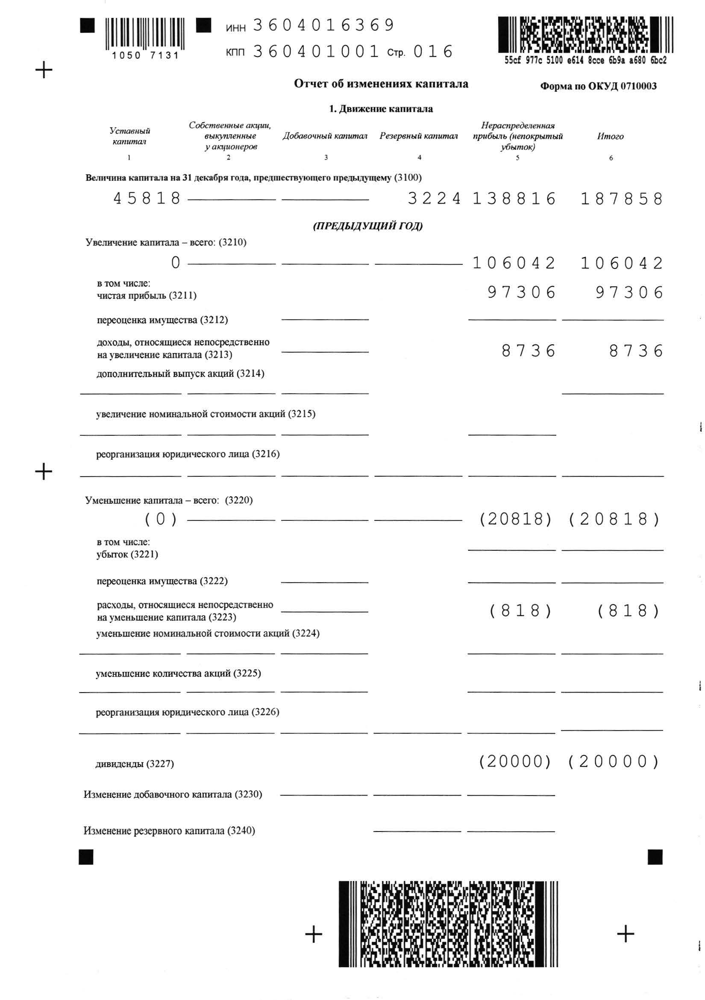 ИНН 3604016369
1050 7131
КПП 360401001 Стр. 016
55cf 977c 5100 e614 8cce 6b9a a680 6bc2
Отчет об изменениях капитала
Форма по ОКУД 0710003
1. Движение капитала
Уставный капитал
Собственные акции, выкупленные у акционеров
Добавочный капитал
Резервный капитал
Нераспределенная прибыль (непокрытый убыток)
Итого
1 2 3 4 5 6
Величина капитала на 31 декабря года, предшествующего предыдущему (3100)
45818 3224 138816 187858
(ПРЕДЫДУЩИЙ ГОД)
Увеличение капитала – всего: (3210)
0 106042 106042
в том числе:
чистая прибыль (3211) 97306 97306
переоценка имущества (3212)
доходы, относящиеся непосредственно
на увеличение капитала (3213) 8736 8736
дополнительный выпуск акций (3214)
увеличение номинальной стоимости акций (3215)
реорганизация юридического лица (3216)
Уменьшение капитала – всего: (3220)
(0) (20818) (20818)
в том числе:
убыток (3221)
переоценка имущества (3222)
расходы, относящиеся непосредственно
на уменьшение капитала (3223) (818) (818)
уменьшение номинальной стоимости акций (3224)
уменьшение количества акций (3225)
реорганизация юридического лица (3226)
дивиденды (3227) (20000) (20000)
Изменение добавочного капитала (3230)
Изменение резервного капитала (3240)